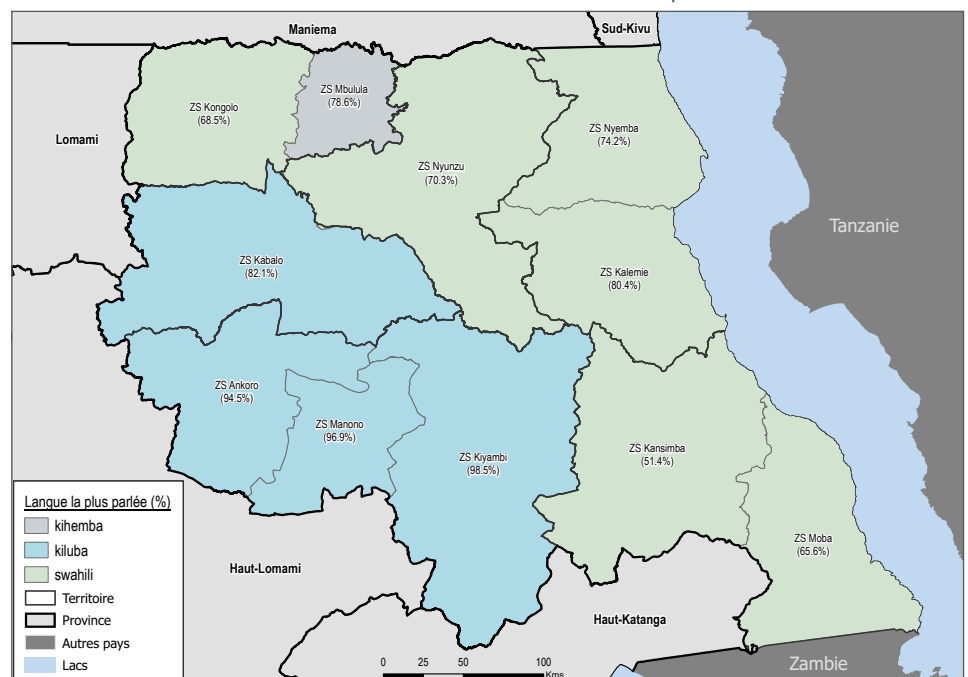 Maniema
Sud-Kivu
ZS Mbulula
(78.6%)
ZS Kongolo
(68.5%)
ZS Nyemba
(74.2%)
Lomami
ZS Nyunzu
(70.3%)
Tanzanie
ZS Kabalo
(82.1%)
ZS Kalemie
(80.4%)
ZS Ankoro
(94.5%)
ZS Manono
(96.9%)
ZS Kiyambi
(98.5%)
ZS Kansimba
(51.4%)
ZS Moba
(65.6%)
Haut-Lomami
Haut-Katanga
Zambie
Langue la plus parlée (%)
kihemba
kiluba
swahili
Territoire
Province
Autres pays
Lacs
0 25 50 100
Kms